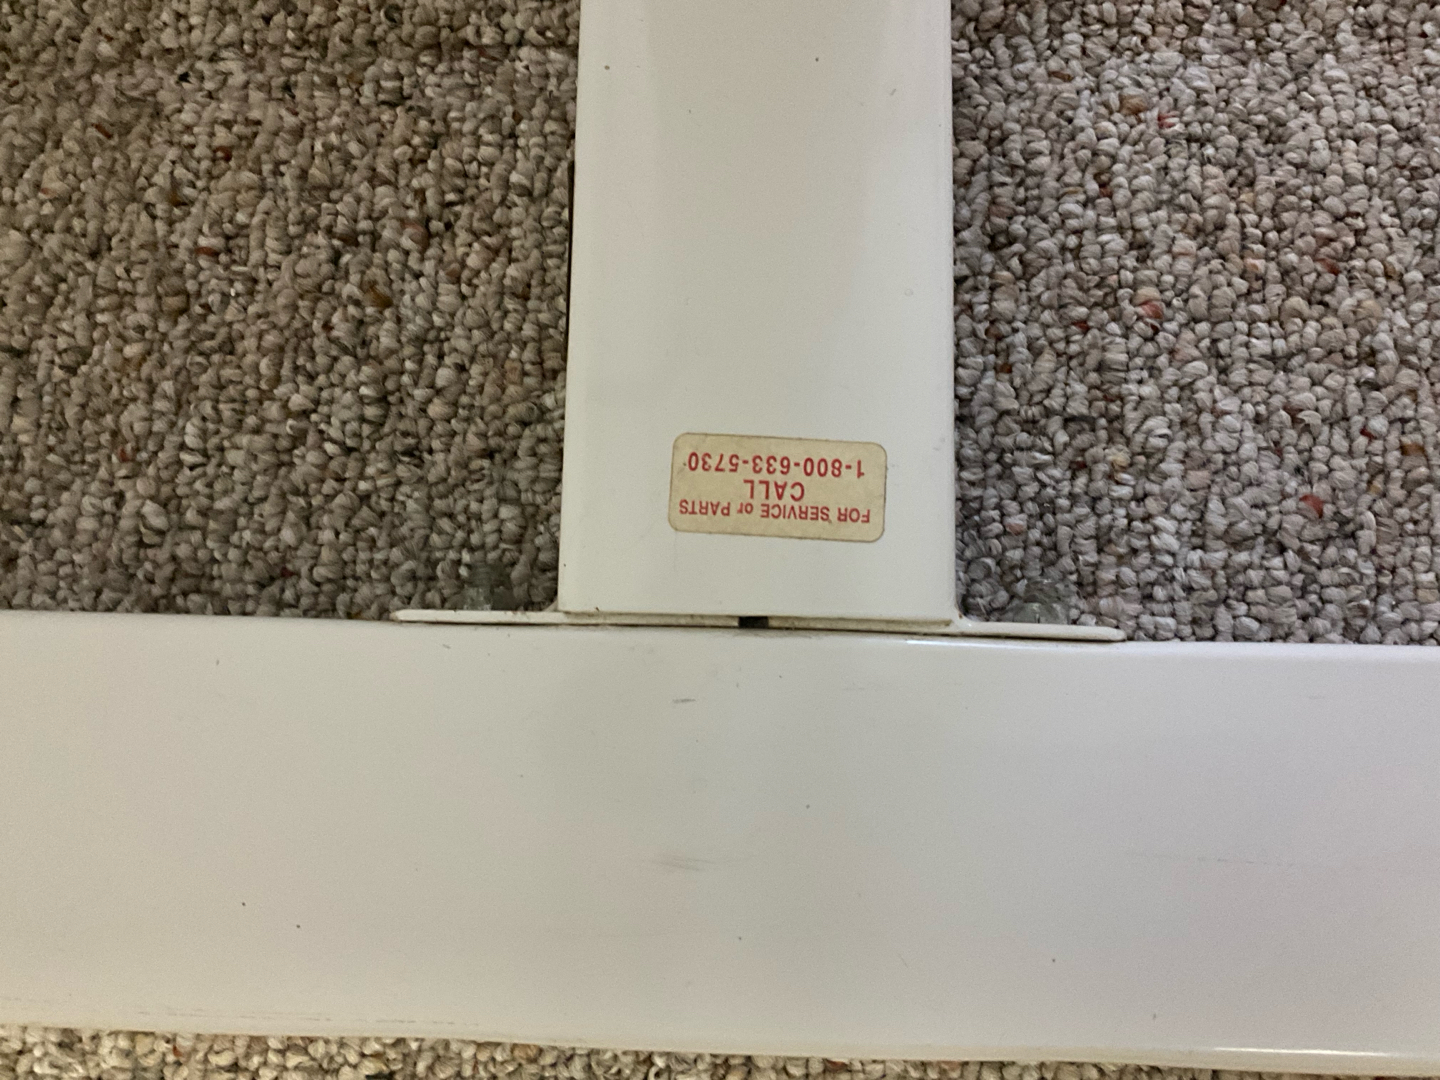 FOR SERVICE or PARTS
CALL
1-800-633-5730